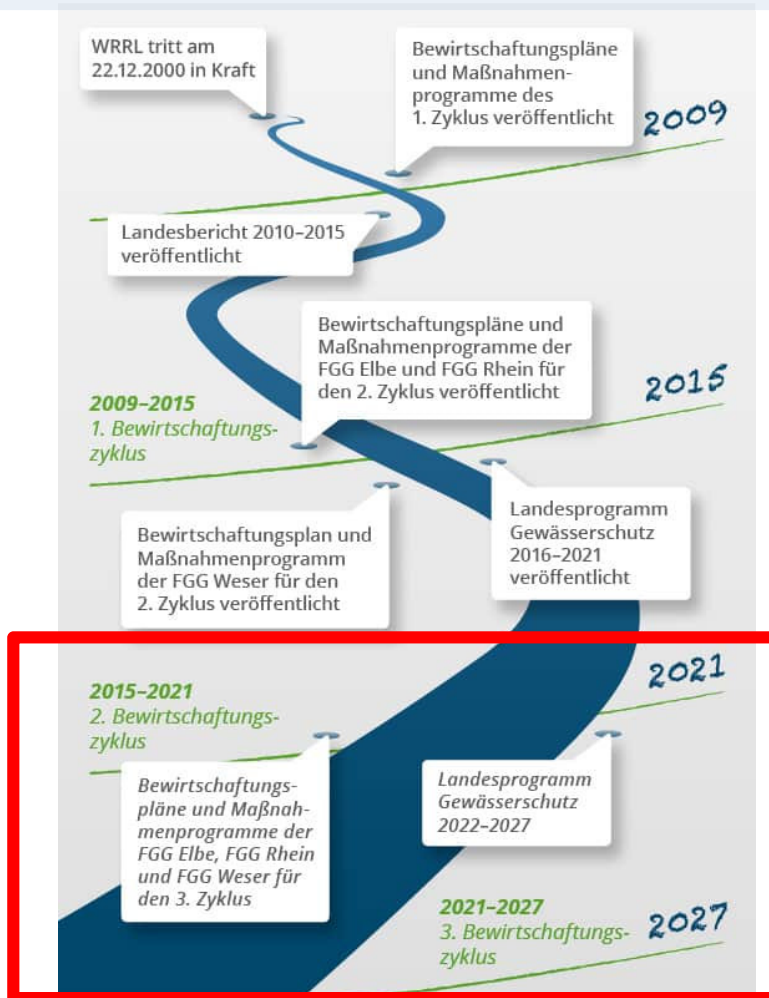 WRRL tritt am
22.12.2000 in Kraft
Bewirtschaftungspläne
und Maßnahmen-
programme des
1. Zyklus veröffentlicht
2009
Landesbericht 2010–2015
veröffentlicht
Bewirtschaftungspläne und
Maßnahmenprogramme der
FGG Elbe und FGG Rhein für
den 2. Zyklus veröffentlicht
2015
2009–2015
1. Bewirtschaftungs-
zyklus
Bewirtschaftungsplan und
Maßnahmenprogramm
der FGG Weser für den
2. Zyklus veröffentlicht
Landesprogramm
Gewässerschutz
2016–2021
veröffentlicht
2021
2015–2021
2. Bewirtschaftungs-
zyklus
Bewirtschaftungs-
pläne und Maßnah-
menprogramme der
FGG Elbe, FGG Rhein
und FGG Weser für
den 3. Zyklus
Landesprogramm
Gewässerschutz
2022–2027
2021–2027
3. Bewirtschaftungs-
zyklus
2027